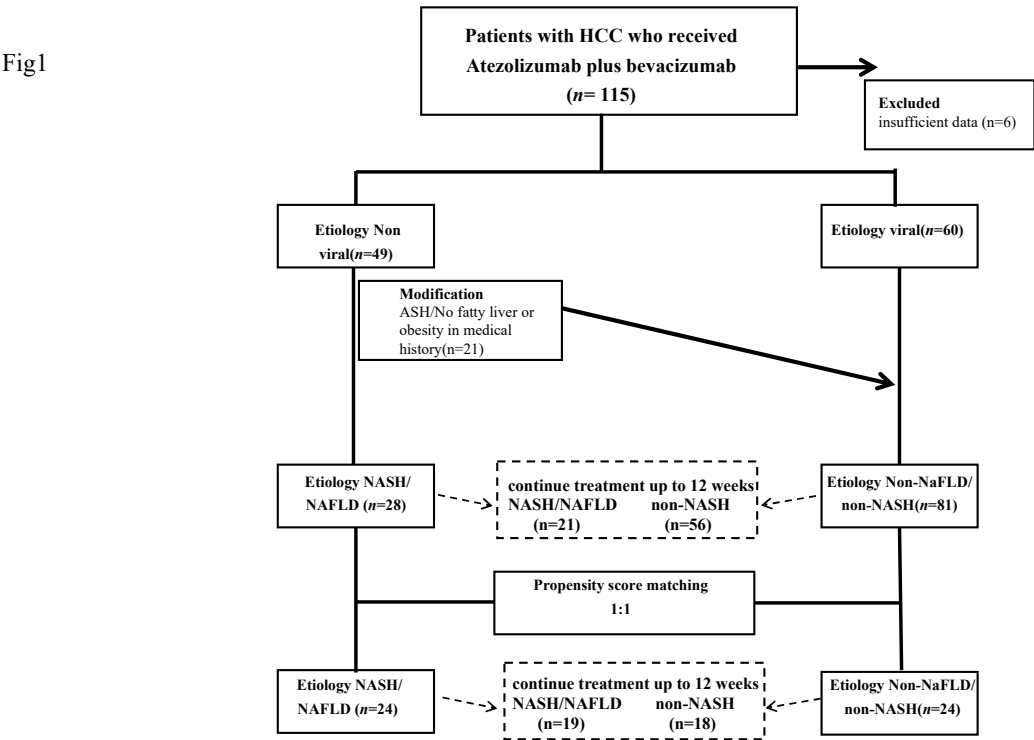 Fig1
Patients with HCC who received
Atezolizumab plus bevacizumab
(n= 115)
Excluded
insufficient data (n=6)
Etiology Non
viral(n=49)
Etiology viral(n=60)
Modification
ASH/No fatty liver or
obesity in medical
history(n=21)
Etiology NASH/
NAFLD (n=28)
continue treatment up to 12 weeks
NASH/NAFLD non-NASH
(n=21) (n=56)
Etiology Non-NaFLD/
non-NASH(n=81)
Propensity score matching
1:1
Etiology NASH/
NAFLD (n=24)
continue treatment up to 12 weeks
NASH/NAFLD non-NASH
(n=19) (n=18)
Etiology Non-NaFLD/
non-NASH(n=24)